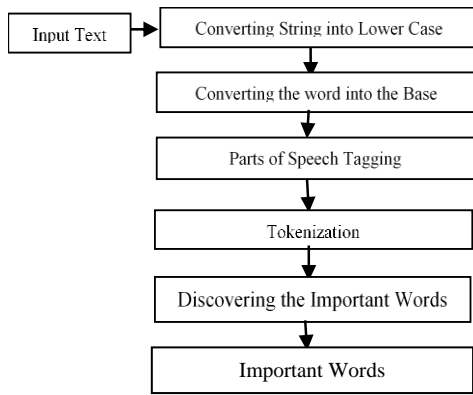 Input Text
Converting String into Lower Case
Converting the word into the Base
Parts of Speech Tagging
Tokenization
Discovering the Important Words
Important Words